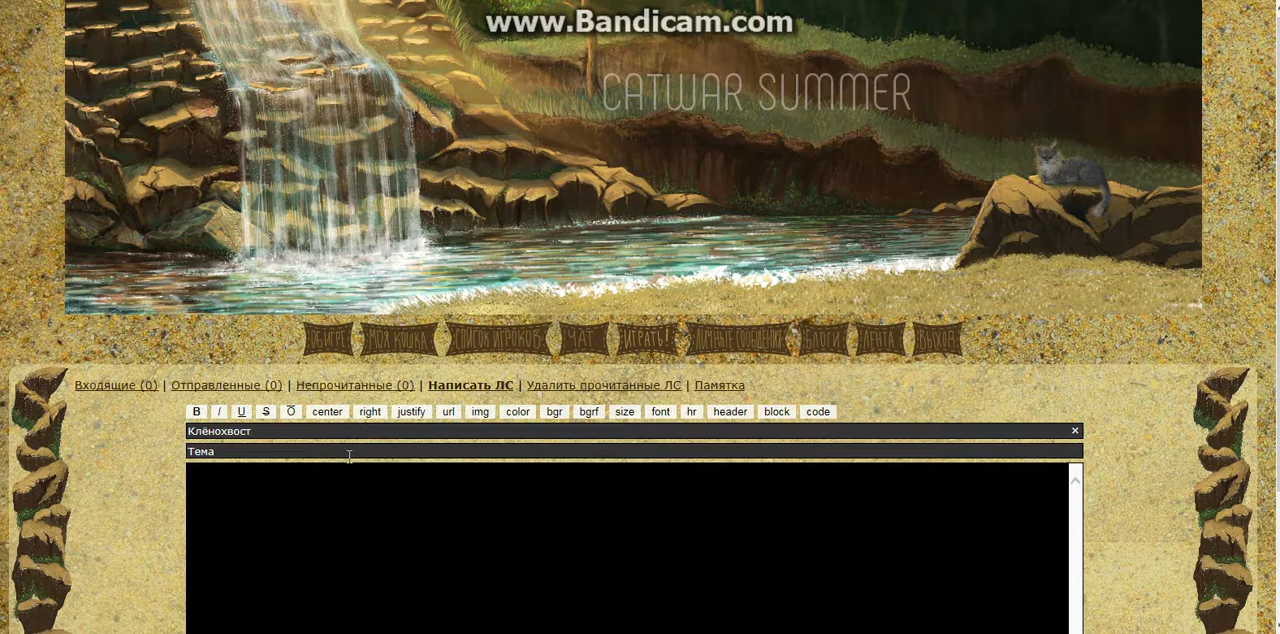 www.Bandicam.com
CATWAR SUMMER
ОБ ИГРЕ МОЯ КОШКА СПИСОК ИГРОКОВ ЧАТ ИГРАТЬ! ЛИЧНЫЕ СООБЩЕНИЯ БЛОГИ ЛЕНТА ВЫХОД
Входящие (0) | Отправленные (0) | Непрочитанные (0) | Написать ЛС | Удалить прочитанные ЛС | Памятка
B I U S O center right justify url img color bgr bgrf size font hr header block code
Клёнохвост ×
Тема